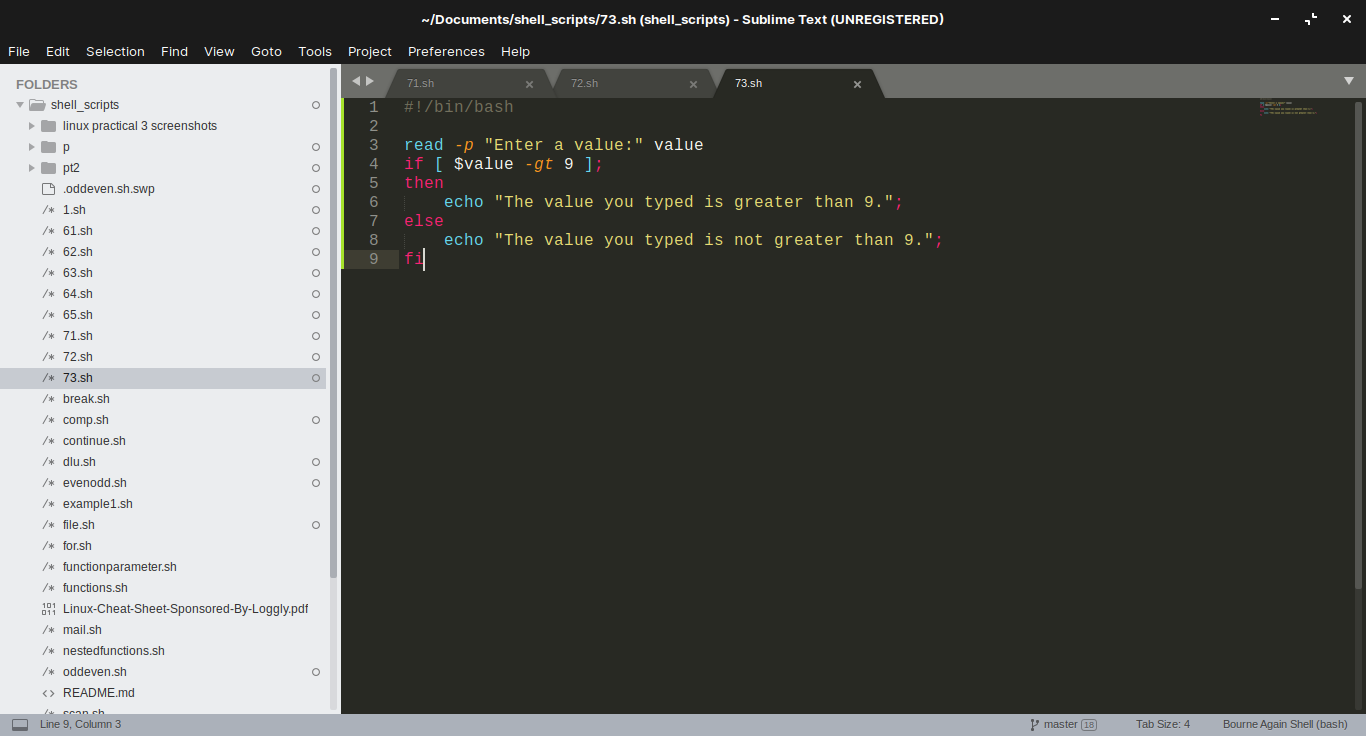 ~/Documents/shell_scripts/73.sh (shell_scripts) - Sublime Text (UNREGISTERED)
File Edit Selection Find View Goto Tools Project Preferences Help
FOLDERS
shell_scripts
linux practical 3 screenshots
p
pt2
.oddeven.sh.swp
/* 1.sh
/* 61.sh
/* 62.sh
/* 63.sh
/* 64.sh
/* 65.sh
/* 71.sh
/* 72.sh
/* 73.sh
/* break.sh
/* comp.sh
/* continue.sh
/* dlu.sh
/* evenodd.sh
/* example1.sh
/* file.sh
/* for.sh
/* functionparameter.sh
/* functions.sh
Linux-Cheat-Sheet-Sponsored-By-Loggly.pdf
/* mail.sh
/* nestedfunctions.sh
/* oddeven.sh
<> README.md
/* scan.sh
71.sh × 72.sh × 73.sh ×
1 #!/bin/bash
2
3 read -p "Enter a value:" value
4 if [ $value -gt 9 ];
5 then
6     echo "The value you typed is greater than 9.";
7 else
8     echo "The value you typed is not greater than 9.";
9 fi
Line 9, Column 3 master 18 Tab Size: 4 Bourne Again Shell (bash)